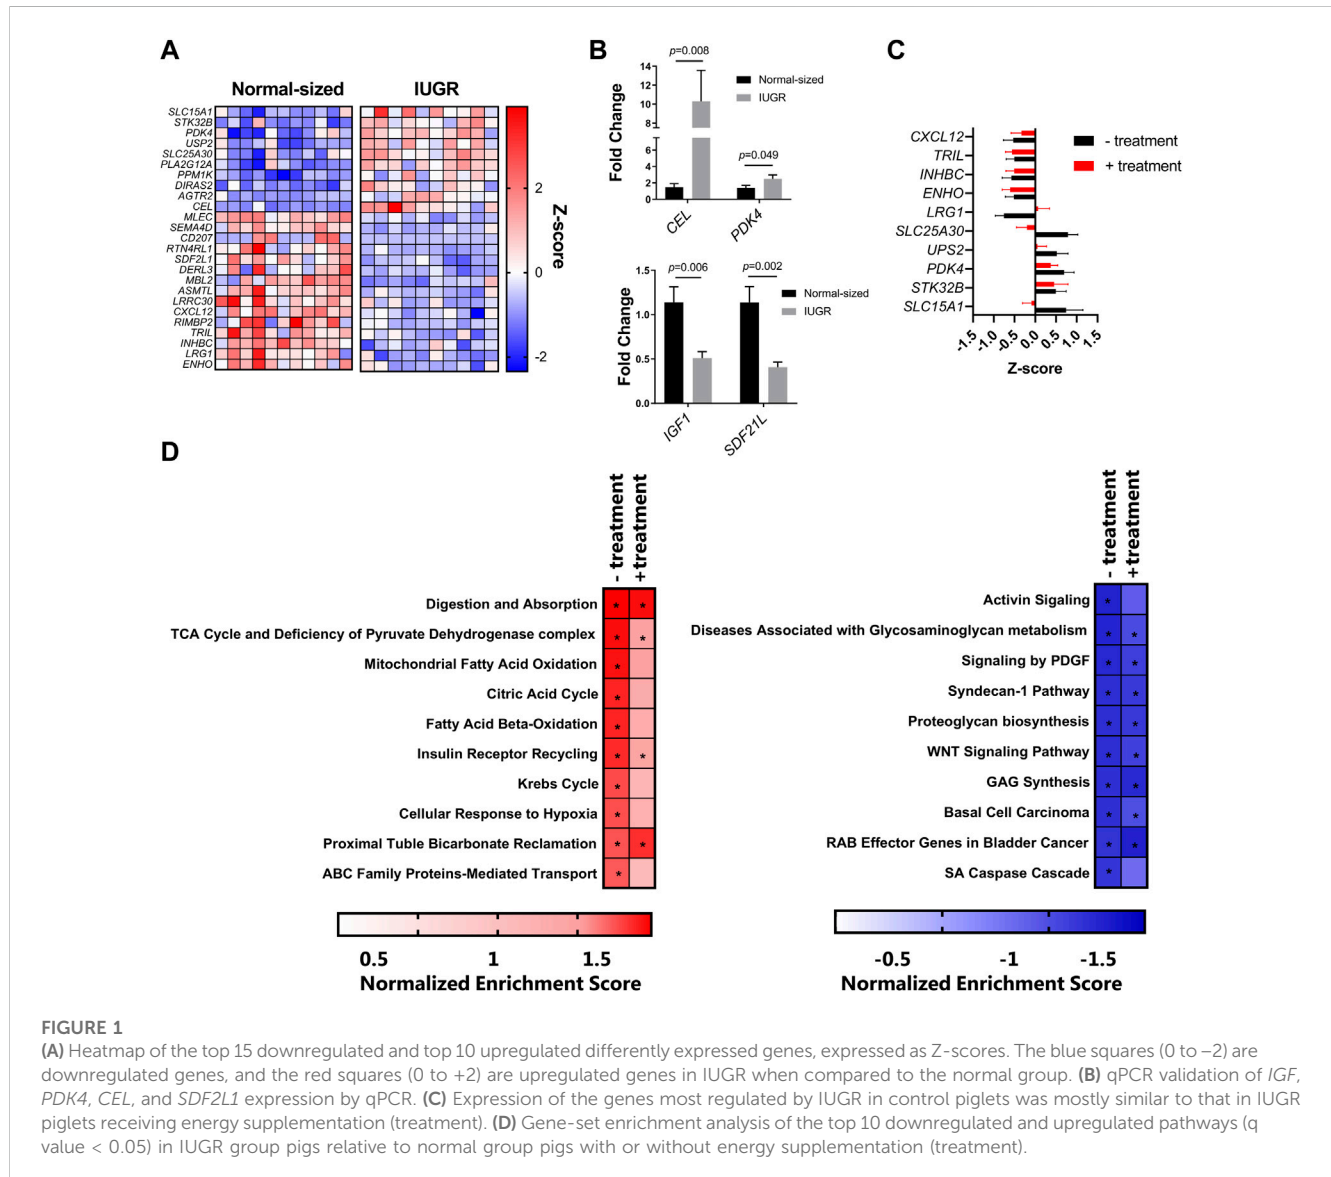 A
Normal-sized
IUGR
SLC15A1
STK32B
PDK4
USP2
SLC25A30
PLA2G12A
PPM1K
DIRAS2
AGTR2
CEL
MLEC
SEMA4D
CD207
RTN4RL1
SDF2L1
DERL3
MBL2
ASMTL
LRRC30
CXCL12
RIMBP2
TRIL
INHBC
LRG1
ENHO
2
0
-2
Z-score
B
p=0.008
Normal-sized
IUGR
14
12
10
8
6
4
2
0
Fold Change
p=0.049
CEL
PDK4
p=0.006
p=0.002
Normal-sized
IUGR
1.5
1.0
0.5
0.0
Fold Change
IGF1
SDF21L
C
CXCL12
TRIL
INHBC
ENHO
LRG1
SLC25A30
UPS2
PDK4
STK32B
SLC15A1
- treatment
+ treatment
-1.5
-1.0
-0.5
0.0
0.5
1.0
1.5
Z-score
D
- treatment
+treatment
Digestion and Absorption
* *
TCA Cycle and Deficiency of Pyruvate Dehydrogenase complex
* *
Mitochondrial Fatty Acid Oxidation
*
Citric Acid Cycle
*
Fatty Acid Beta-Oxidation
*
Insulin Receptor Recycling
* *
Krebs Cycle
*
Cellular Response to Hypoxia
*
Proximal Tuble Bicarbonate Reclamation
* *
ABC Family Proteins-Mediated Transport
*
0.5 1 1.5
Normalized Enrichment Score
- treatment
+treatment
Activin Sigaling
*
Diseases Associated with Glycosaminoglycan metabolism
* *
Signaling by PDGF
* *
Syndecan-1 Pathway
* *
Proteoglycan biosynthesis
* *
WNT Signaling Pathway
* *
GAG Synthesis
* *
Basal Cell Carcinoma
* *
RAB Effector Genes in Bladder Cancer
* *
SA Caspase Cascade
*
-0.5 -1 -1.5
Normalized Enrichment Score
FIGURE 1
(A) Heatmap of the top 15 downregulated and top 10 upregulated differently expressed genes, expressed as Z-scores. The blue squares (0 to −2) are
downregulated genes, and the red squares (0 to +2) are upregulated genes in IUGR when compared to the normal group. (B) qPCR validation of IGF,
PDK4, CEL, and SDF2L1 expression by qPCR. (C) Expression of the genes most regulated by IUGR in control piglets was mostly similar to that in IUGR
piglets receiving energy supplementation (treatment). (D) Gene-set enrichment analysis of the top 10 downregulated and upregulated pathways (q
value < 0.05) in IUGR group pigs relative to normal group pigs with or without energy supplementation (treatment).